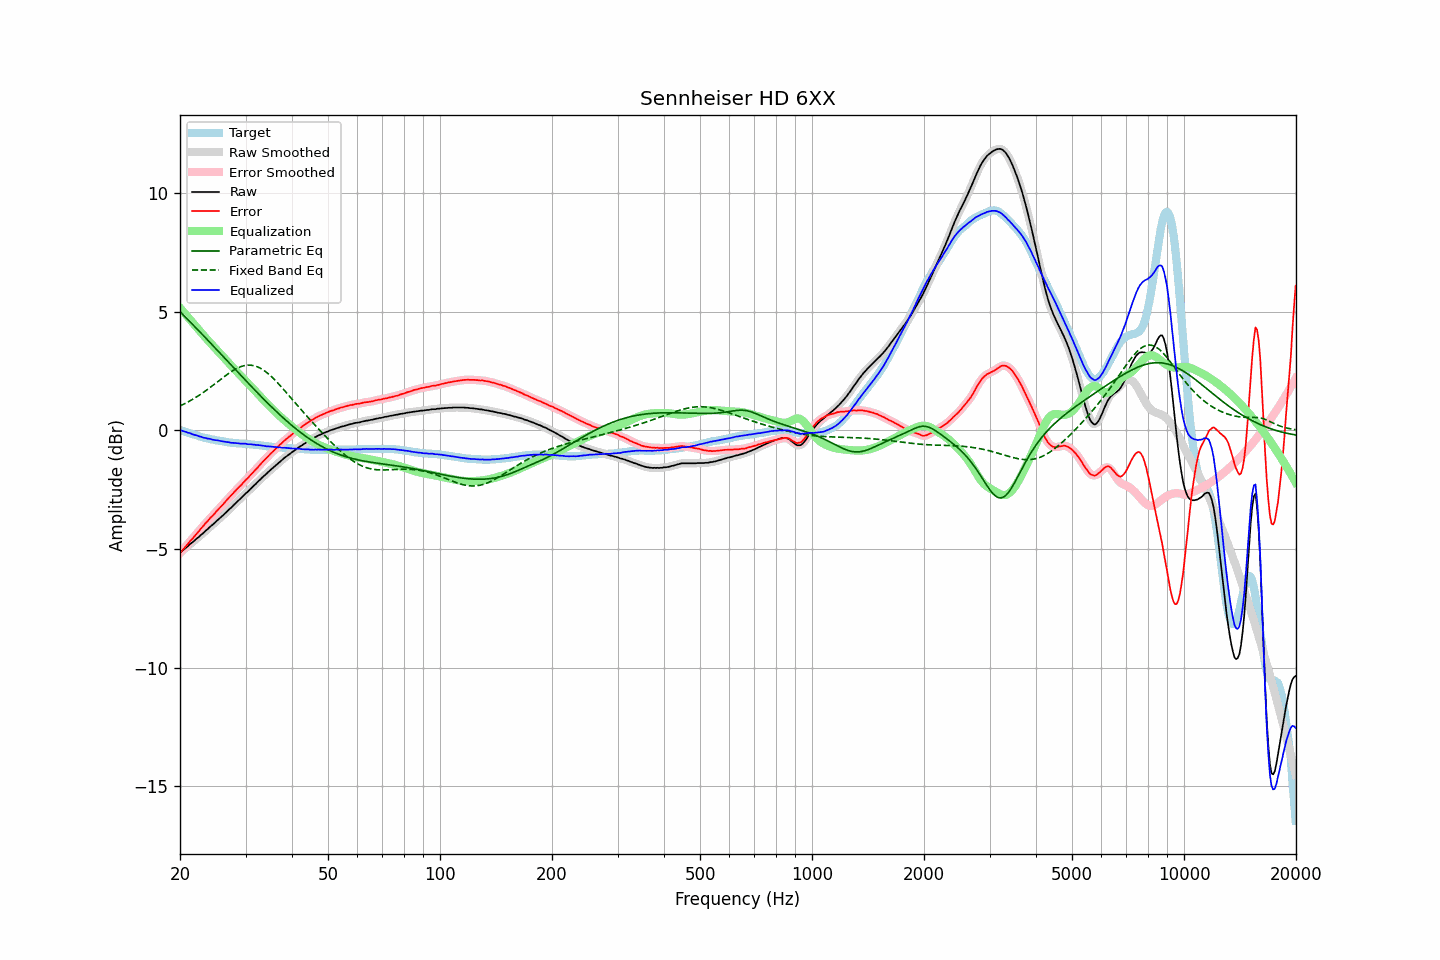 Sennheiser HD 6XX
Target
Raw Smoothed
Error Smoothed
Raw
Error
Equalization
Parametric Eq
Fixed Band Eq
Equalized
10
5
0
−5
−10
−15
Amplitude (dBr)
20 50 100 200 500 1000 2000 5000 10000 20000
Frequency (Hz)